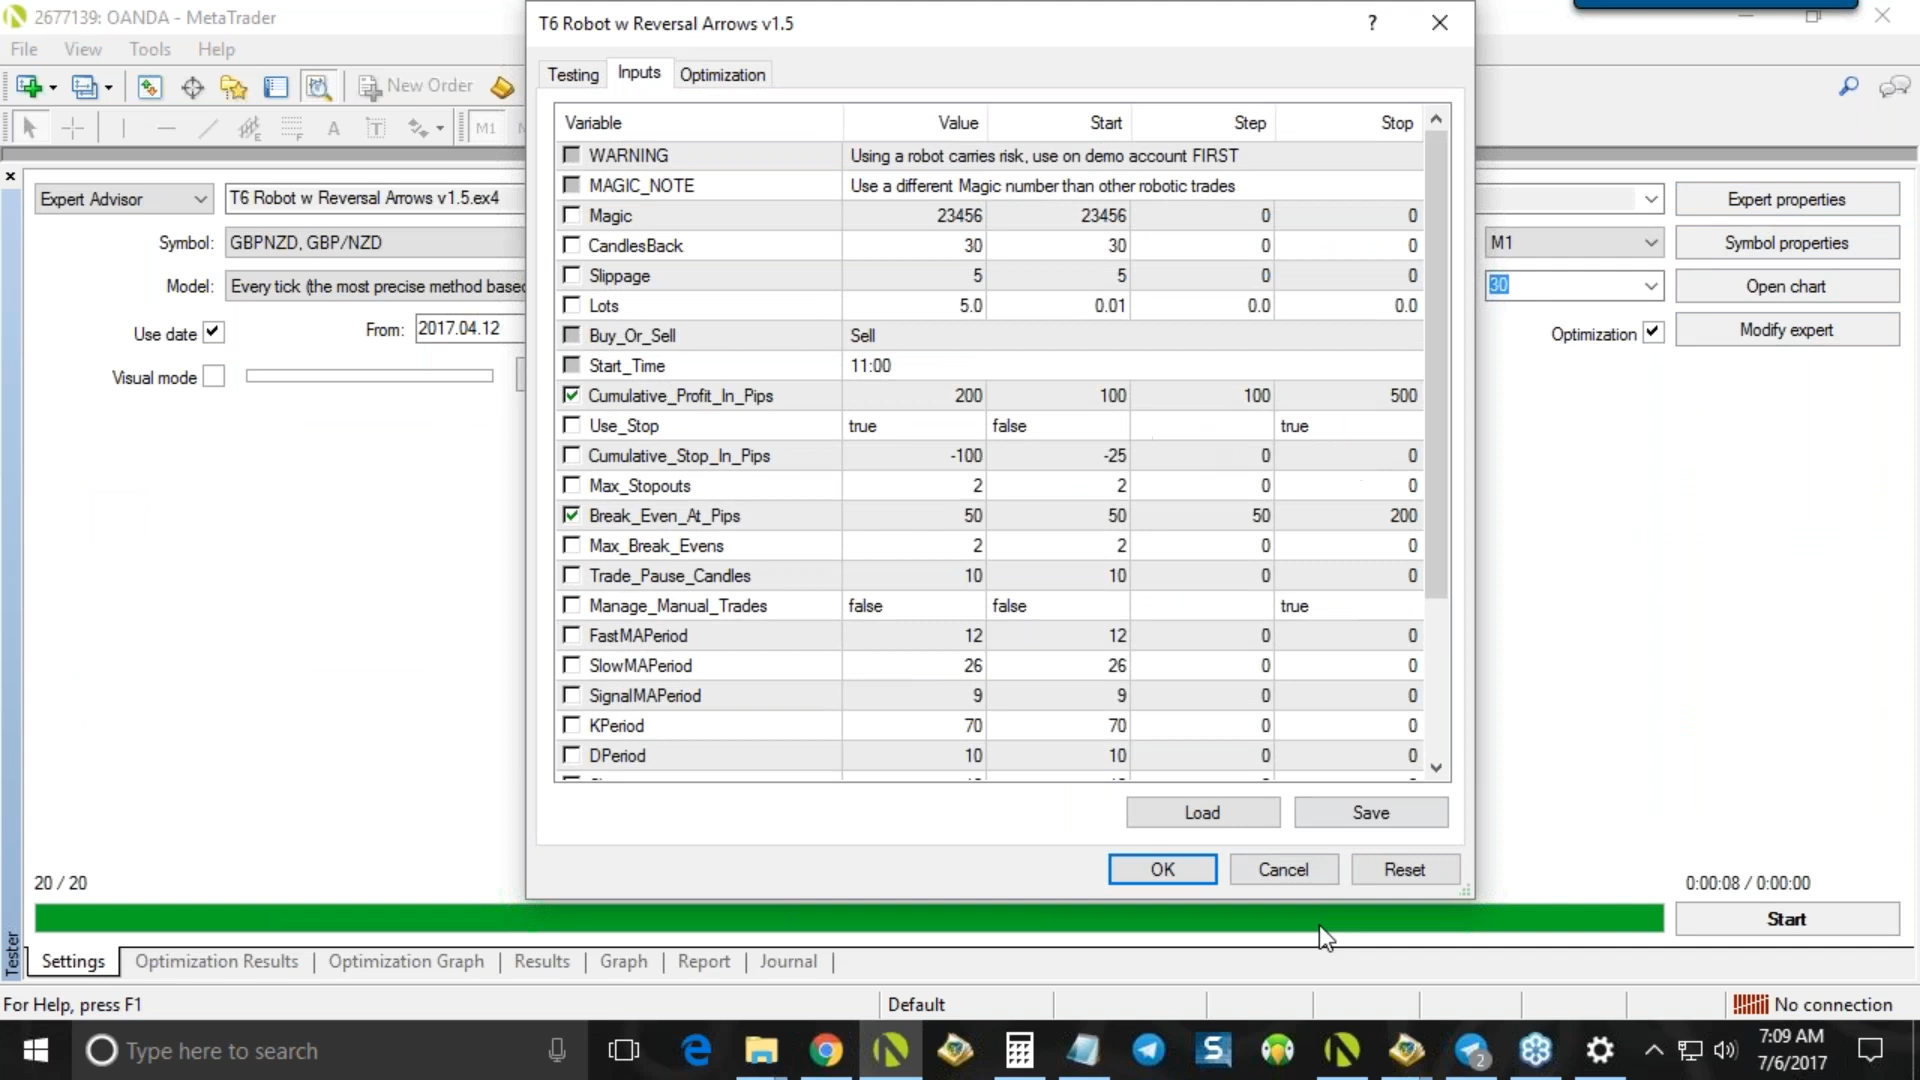 2677139: OANDA - MetaTrader
File View Tools Help
New Order
M1
Expert Advisor
T6 Robot w Reversal Arrows v1.5.ex4
Symbol: GBPNZD, GBP/NZD
Model: Every tick (the most precise method base
Use date
From: 2017.04.12
Visual mode
T6 Robot w Reversal Arrows v1.5
?
Testing Inputs Optimization
Variable Value Start Step Stop
WARNING Using a robot carries risk, use on demo account FIRST
MAGIC_NOTE Use a different Magic number than other robotic trades
Magic 23456 23456 0 0
CandlesBack 30 30 0 0
Slippage 5 5 0 0
Lots 5.0 0.01 0.0 0.0
Buy_Or_Sell Sell
Start_Time 11:00
Cumulative_Profit_In_Pips 200 100 100 500
Use_Stop true false true
Cumulative_Stop_In_Pips -100 -25 0 0
Max_Stopouts 2 2 0 0
Break_Even_At_Pips 50 50 50 200
Max_Break_Evens 2 2 0 0
Trade_Pause_Candles 10 10 0 0
Manage_Manual_Trades false false true
FastMAPeriod 12 12 0 0
SlowMAPeriod 26 26 0 0
SignalMAPeriod 9 9 0 0
KPeriod 70 70 0 0
DPeriod 10 10 0 0
Load Save
OK Cancel Reset
Expert properties
M1 Symbol properties
30 Open chart
Optimization Modify expert
20 / 20
0:00:08 / 0:00:00
Start
Tester
Settings Optimization Results Optimization Graph Results Graph Report Journal
For Help, press F1
Default
No connection
Type here to search
2
7:09 AM
7/6/2017